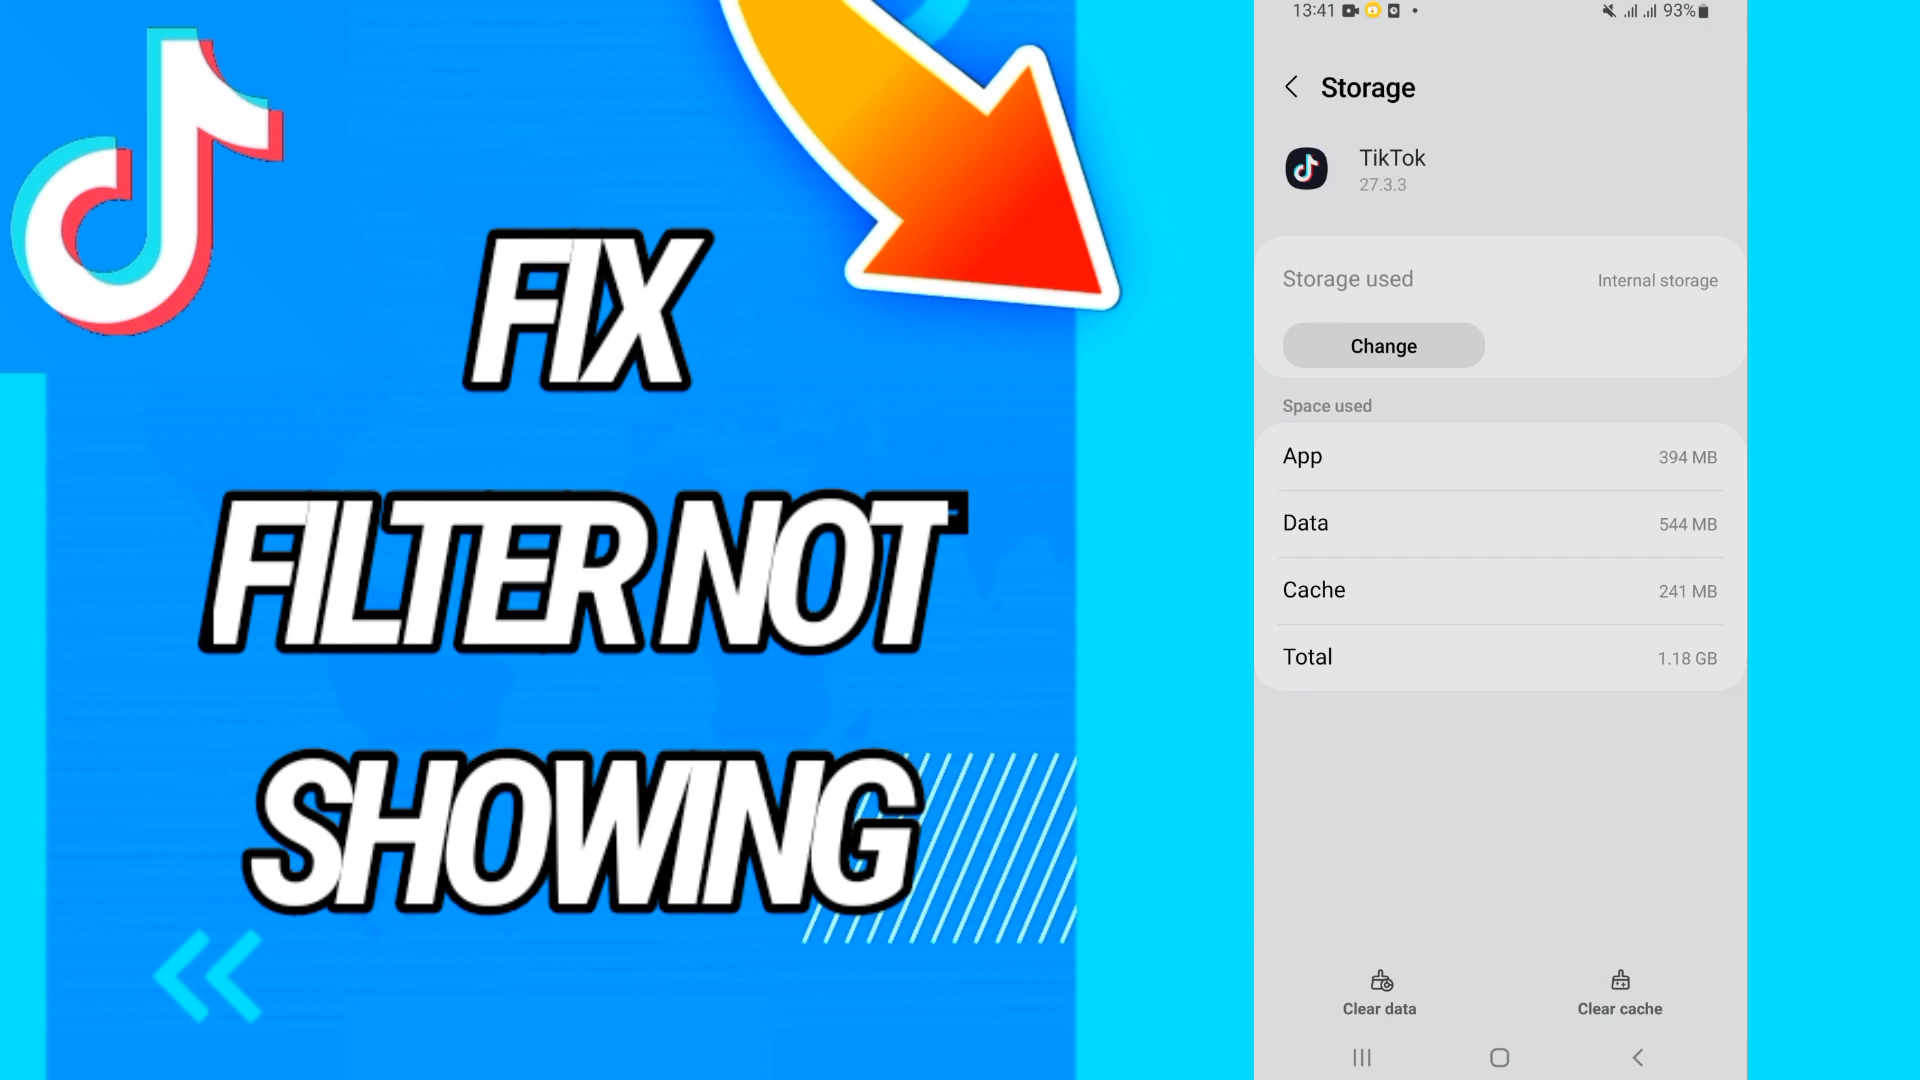 FIX
FILTER NOT
SHOWING
13:41
93%
Storage
TikTok
27.3.3
Storage used
Internal storage
Change
Space used
App
394 MB
Data
544 MB
Cache
241 MB
Total
1.18 GB
Clear data
Clear cache